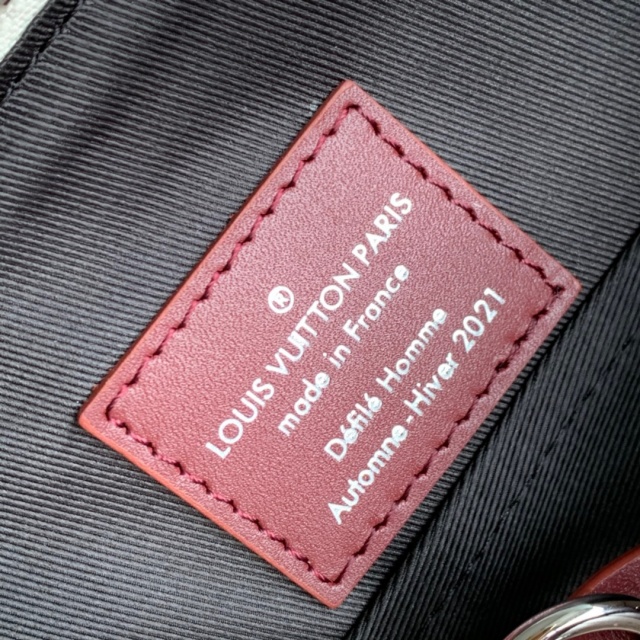 ®
LOUIS VUITTON PARIS
made in France
Défilé Homme
Automne-Hiver 2021